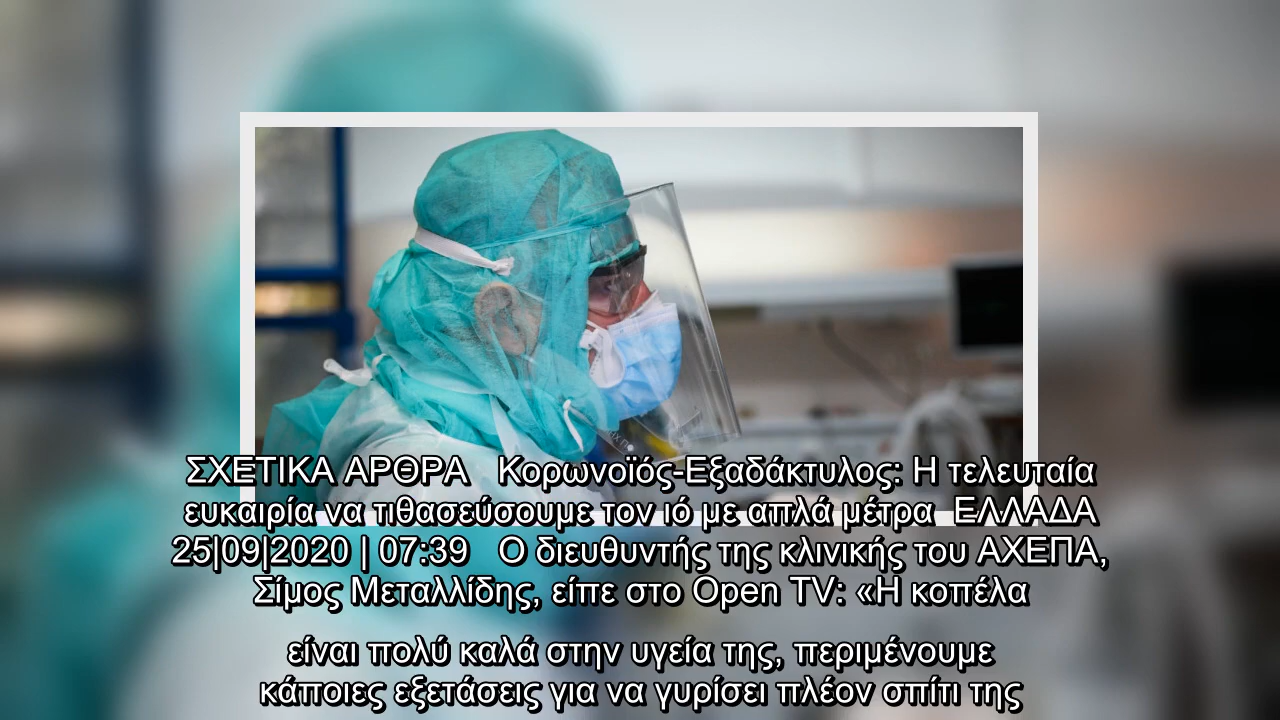 ΣΧΕΤΙΚΑ ΑΡΘΡΑ Κορωνοϊός-Εξαδάκτυλος: Η τελευταία
ευκαιρία να τιθασεύσουμε τον ιό με απλά μέτρα ΕΛΛΑΔΑ
25|09|2020 | 07:39 Ο διευθυντής της κλινικής του ΑΧΕΠΑ,
Σίμος Μεταλλίδης, είπε στο Open TV: «Η κοπέλα
είναι πολύ καλά στην υγεία της, περιμένουμε
κάποιες εξετάσεις για να γυρίσει πλέον σπίτι της